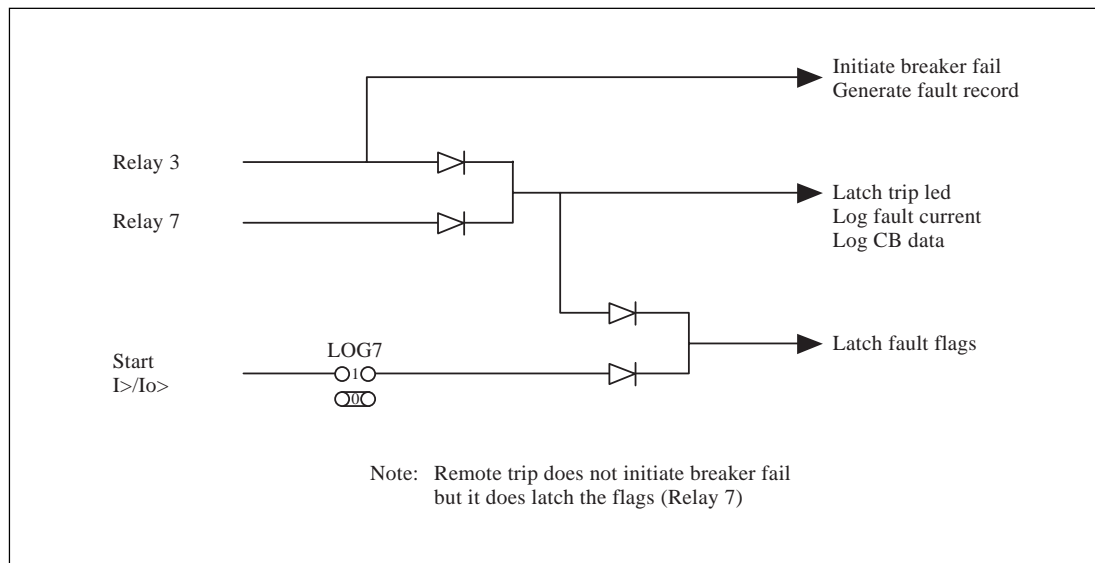 Initiate breaker fail
Generate fault record
Relay 3
Relay 7
Latch trip led
Log fault current
Log CB data
Start
I>/Io>
LOG7
1
0
Latch fault flags
Note: Remote trip does not initiate breaker fail
but it does latch the flags (Relay 7)